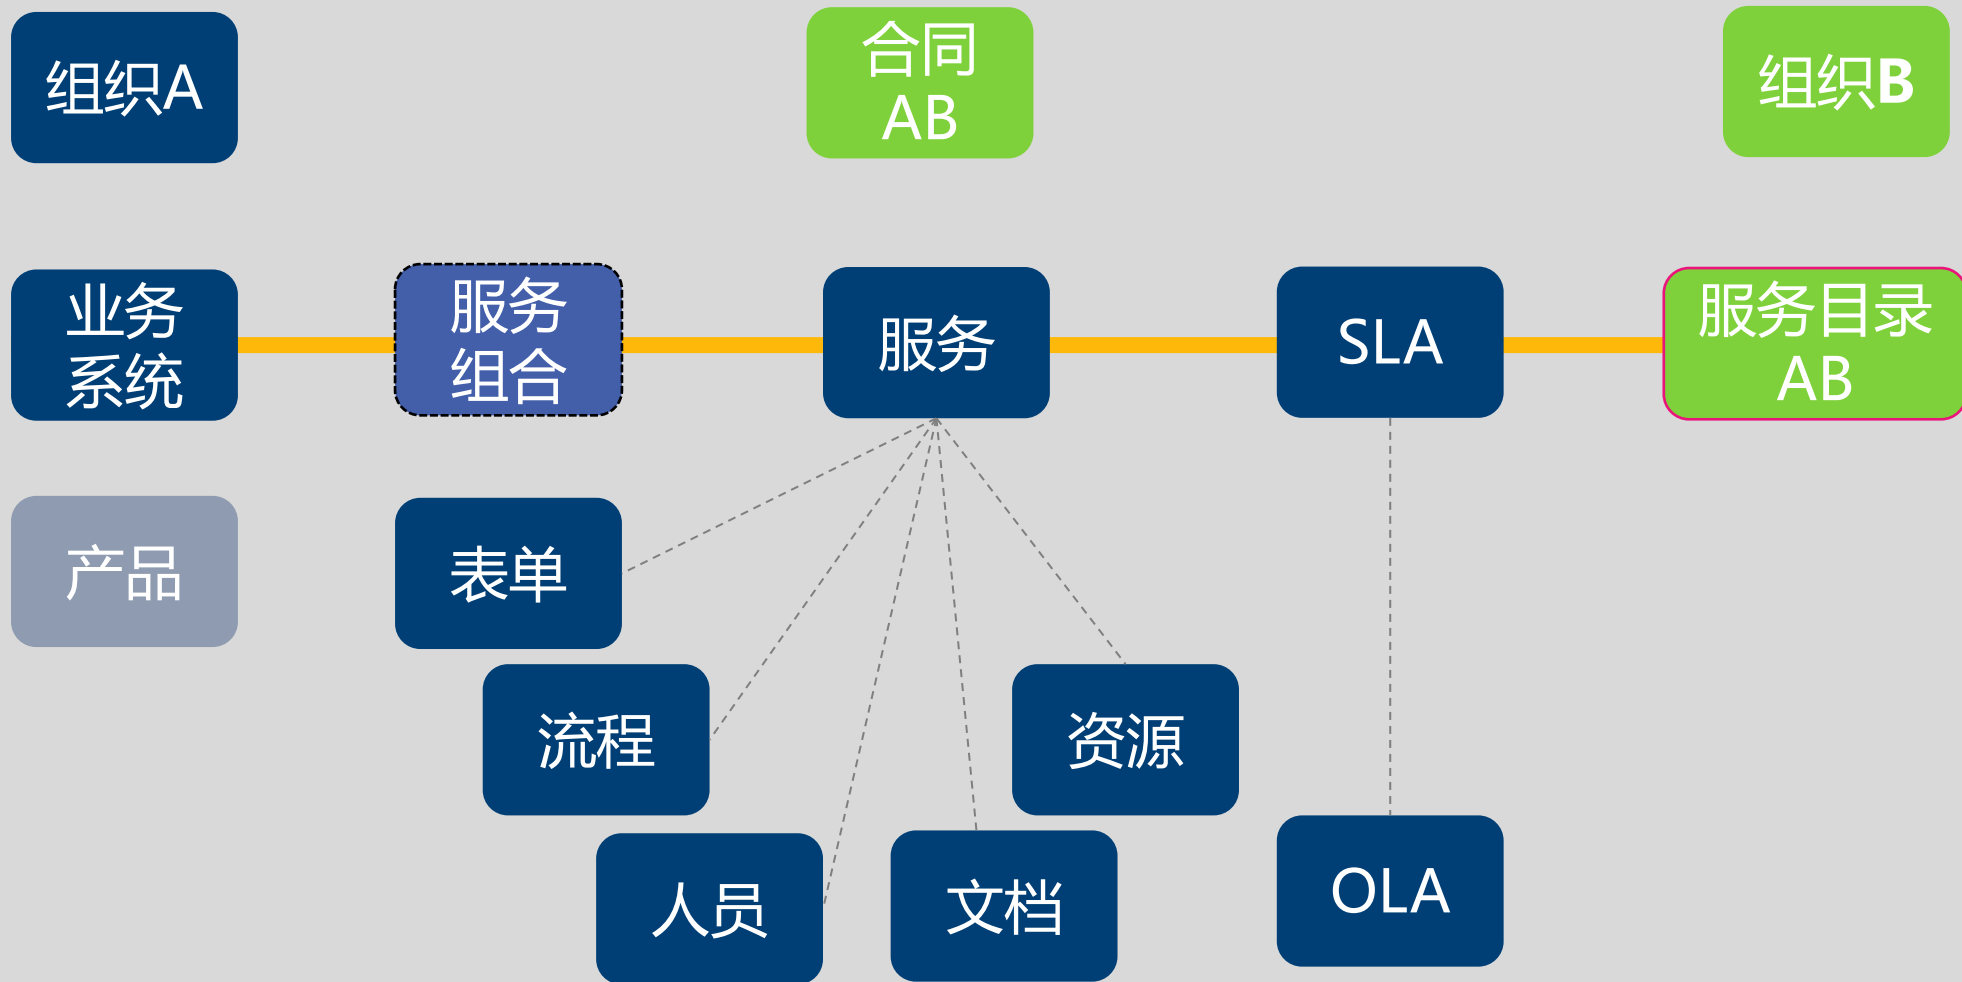 组织A
合同
AB
组织B
业务
系统
服务
组合
服务
SLA
服务目录
AB
产品
表单
流程
资源
人员
文档
OLA